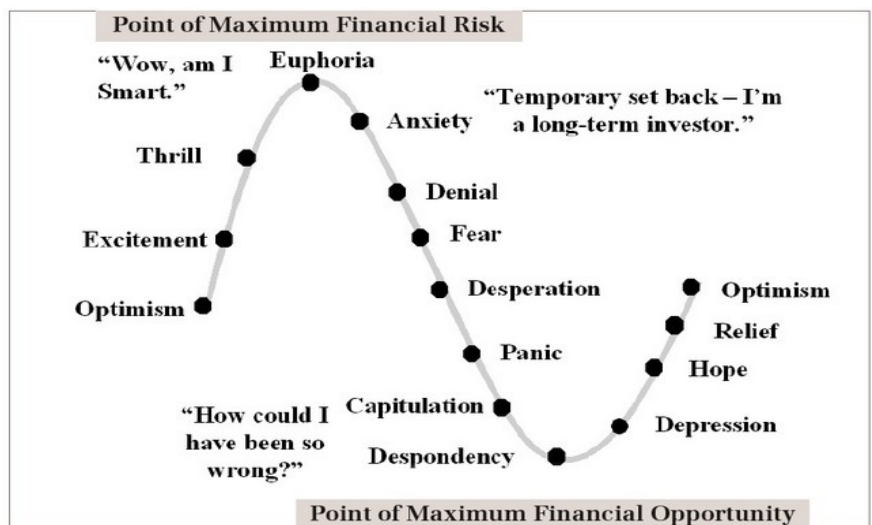 Point of Maximum Financial Risk
“Wow, am I
Smart.”
Euphoria
“Temporary set back – I’m
a long-term investor.”
Anxiety
Thrill
Denial
Excitement
Fear
Optimism
Desperation
Optimism
Relief
Panic
Hope
“How could I
have been so
wrong?”
Capitulation
Depression
Despondency
Point of Maximum Financial Opportunity